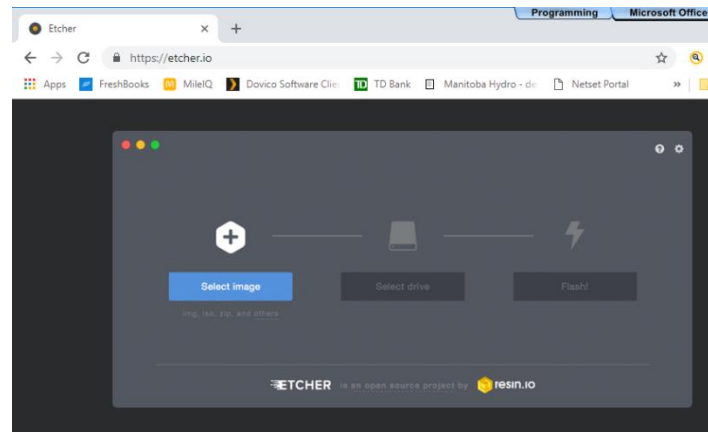 Programming Microsoft Office
Etcher
https://etcher.io
Apps FreshBooks MileIQ Dovico Software Clie TD Bank Manitoba Hydro - de Netset Portal »
Select image Select drive Flash!
img, iso, zip, and others
ETCHER is an open source project by resin.io